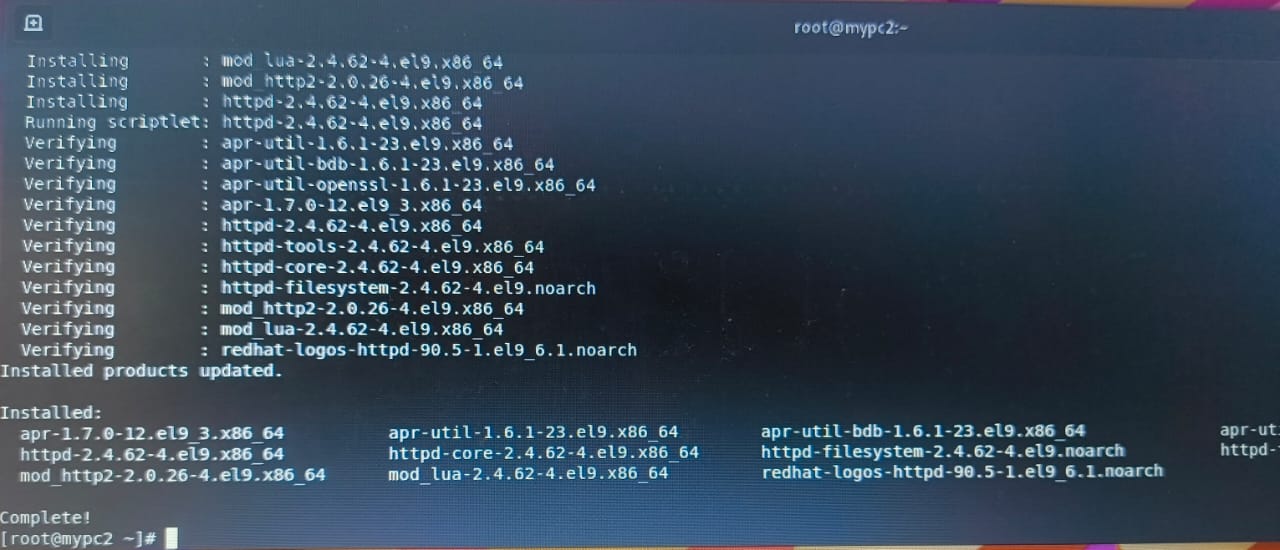 root@mypc2:~
Installing : mod_lua-2.4.62-4.el9.x86_64
Installing : mod_http2-2.0.26-4.el9.x86_64
Installing : httpd-2.4.62-4.el9.x86_64
Running scriptlet: httpd-2.4.62-4.el9.x86_64
Verifying : apr-util-1.6.1-23.el9.x86_64
Verifying : apr-util-bdb-1.6.1-23.el9.x86_64
Verifying : apr-util-openssl-1.6.1-23.el9.x86_64
Verifying : apr-1.7.0-12.el9_3.x86_64
Verifying : httpd-2.4.62-4.el9.x86_64
Verifying : httpd-tools-2.4.62-4.el9.x86_64
Verifying : httpd-core-2.4.62-4.el9.x86_64
Verifying : httpd-filesystem-2.4.62-4.el9.noarch
Verifying : mod_http2-2.0.26-4.el9.x86_64
Verifying : mod_lua-2.4.62-4.el9.x86_64
Verifying : redhat-logos-httpd-90.5-1.el9_6.1.noarch
Installed products updated.
Installed:
apr-1.7.0-12.el9_3.x86_64 apr-util-1.6.1-23.el9.x86_64 apr-util-bdb-1.6.1-23.el9.x86_64 apr-ut
httpd-2.4.62-4.el9.x86_64 httpd-core-2.4.62-4.el9.x86_64 httpd-filesystem-2.4.62-4.el9.noarch httpd-
mod_http2-2.0.26-4.el9.x86_64 mod_lua-2.4.62-4.el9.x86_64 redhat-logos-httpd-90.5-1.el9_6.1.noarch
Complete!
[root@mypc2 ~]#